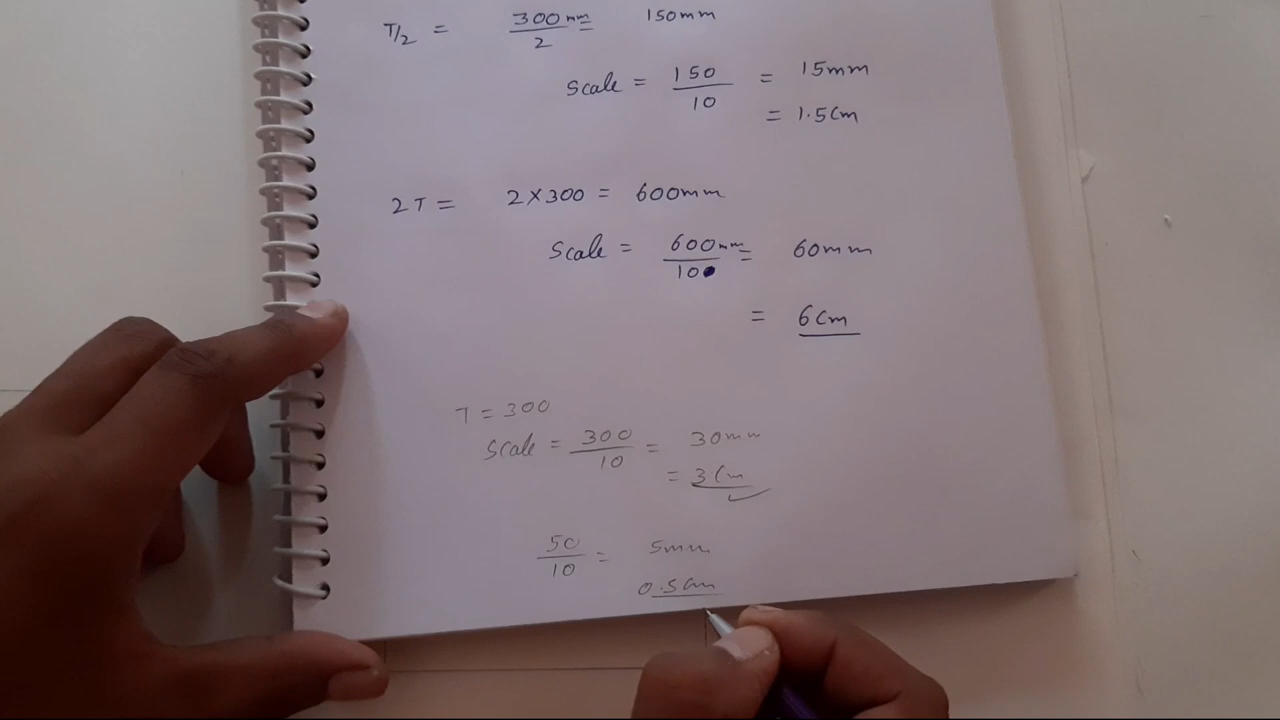 T/2 = 300mm/2 = 150mm
Scale = 150/10 = 15mm
= 1.5cm
2T = 2×300 = 600mm
Scale = 600mm/10 = 60mm
= 6cm
T = 300
Scale = 300/10 = 30mm
= 3cm
50/10 = 5mm
0.5cm